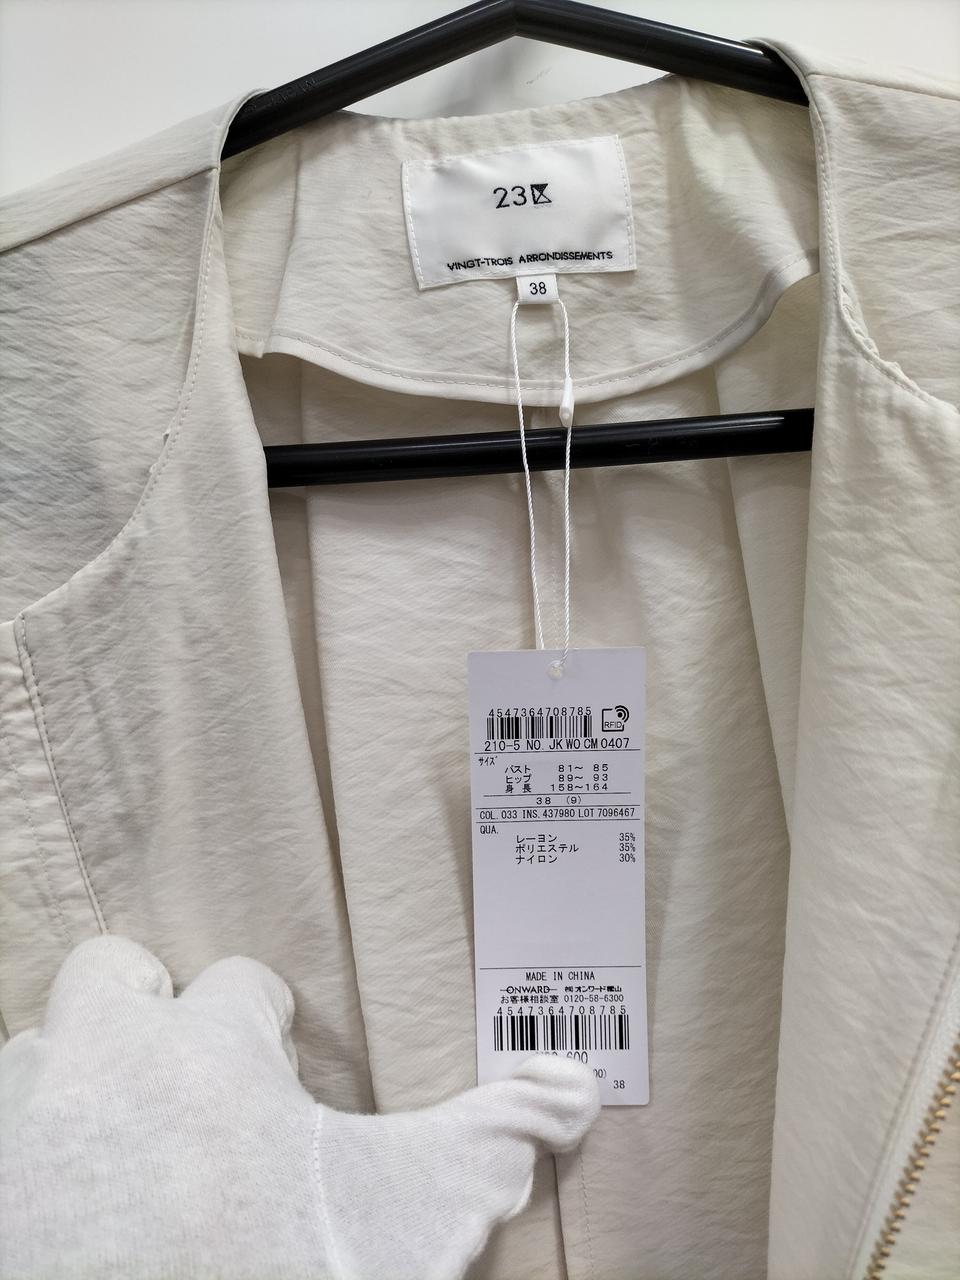 23区
VINGT-TROIS ARRONDISSEMENTS
38
4547364708785
RFID
210-5 NO. JKWOCM0407
サイズ
バスト 81~ 85
ヒップ 89~ 93
身長 158~164
38 (9)
COL. 033 INS. 437980 LOT 7096467
QUA.
レーヨン 35%
ポリエステル 35%
ナイロン 30%
MADE IN CHINA
ONWARD ㈱オンワード樫山
お客様相談室 0120-58-6300
4547364708785
600
00)
38